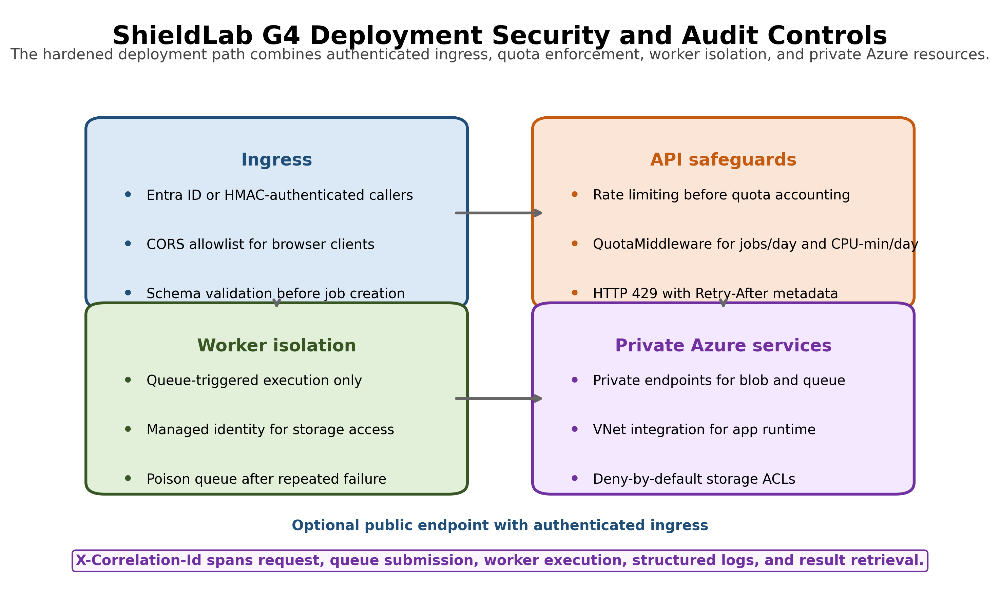 ShieldLab G4 Deployment Security and Audit Controls
The hardened deployment path combines authenticated ingress, quota enforcement, worker isolation, and private Azure resources.
Ingress
• Entra ID or HMAC-authenticated callers
• CORS allowlist for browser clients
• Schema validation before job creation
API safeguards
• Rate limiting before quota accounting
• QuotaMiddleware for jobs/day and CPU-min/day
• HTTP 429 with Retry-After metadata
Worker isolation
• Queue-triggered execution only
• Managed identity for storage access
• Poison queue after repeated failure
Private Azure services
• Private endpoints for blob and queue
• VNet integration for app runtime
• Deny-by-default storage ACLs
Optional public endpoint with authenticated ingress
X-Correlation-Id spans request, queue submission, worker execution, structured logs, and result retrieval.